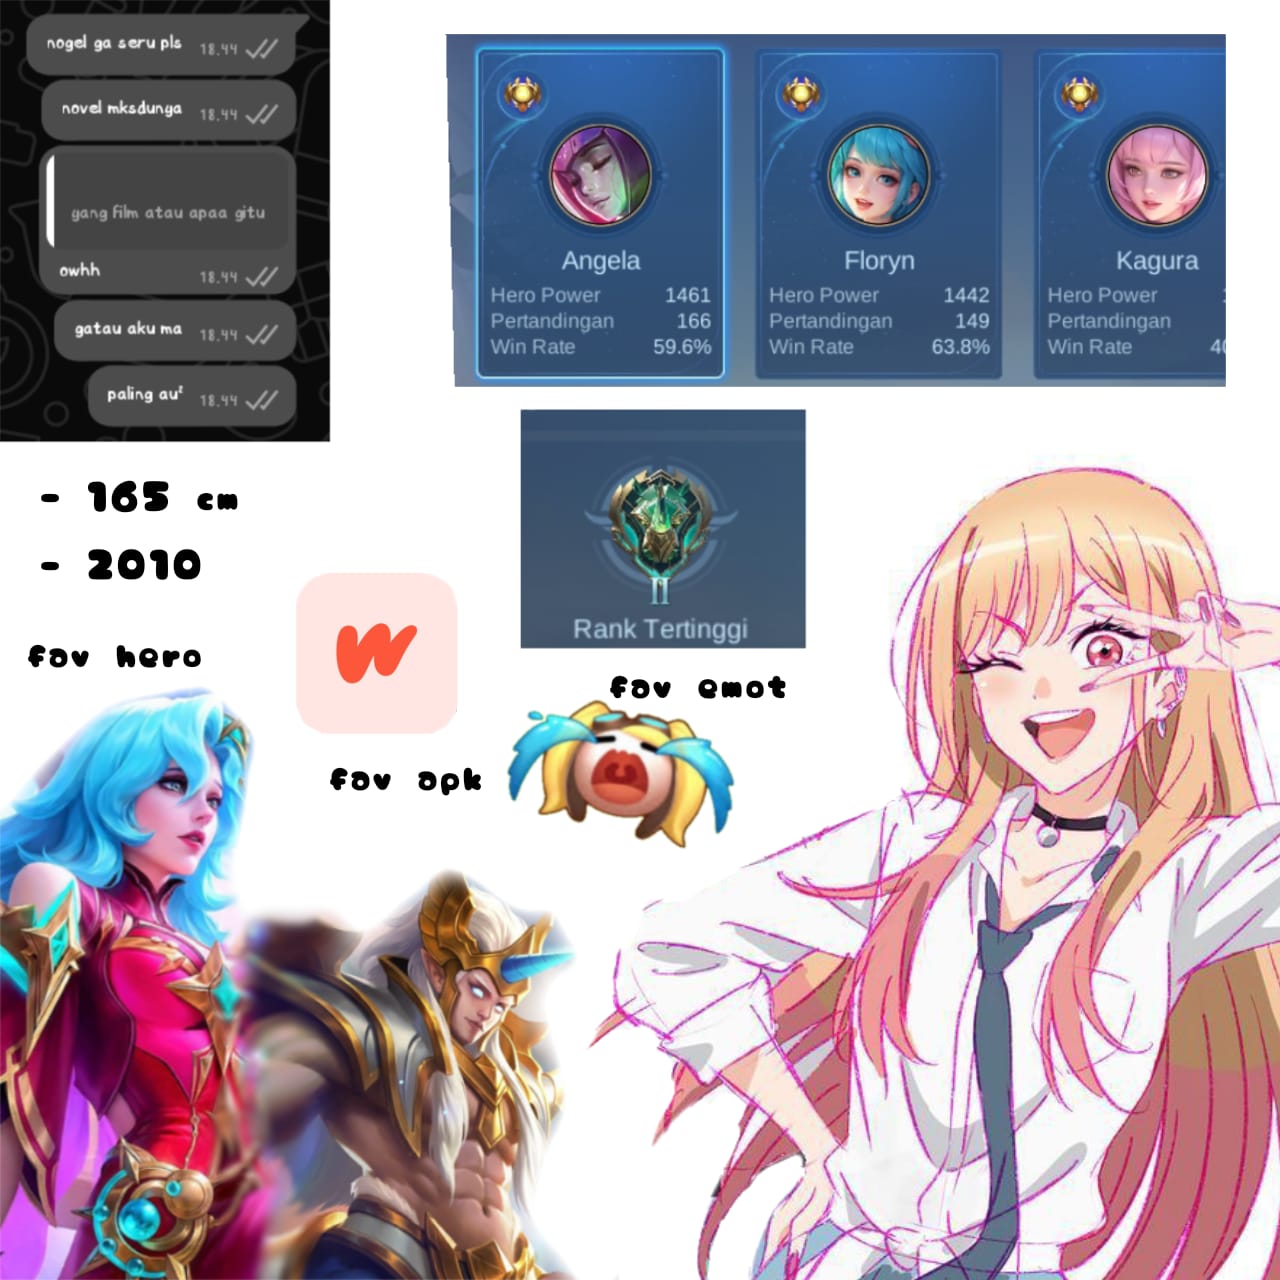 nogel ga seru pls 18.44
novel mksdunga 18.44
yang film atau apaa gitu
owhh 18.44
gatau aku ma 18.44
paling au² 18.44
Angela
Hero Power 1461
Pertandingan 166
Win Rate 59.6%
Floryn
Hero Power 1442
Pertandingan 149
Win Rate 63.8%
Kagura
Hero Power
Pertandingan
Win Rate
II
Rank Tertinggi
- 165 cm
- 2010
fav hero
W
fav apk
fav emot